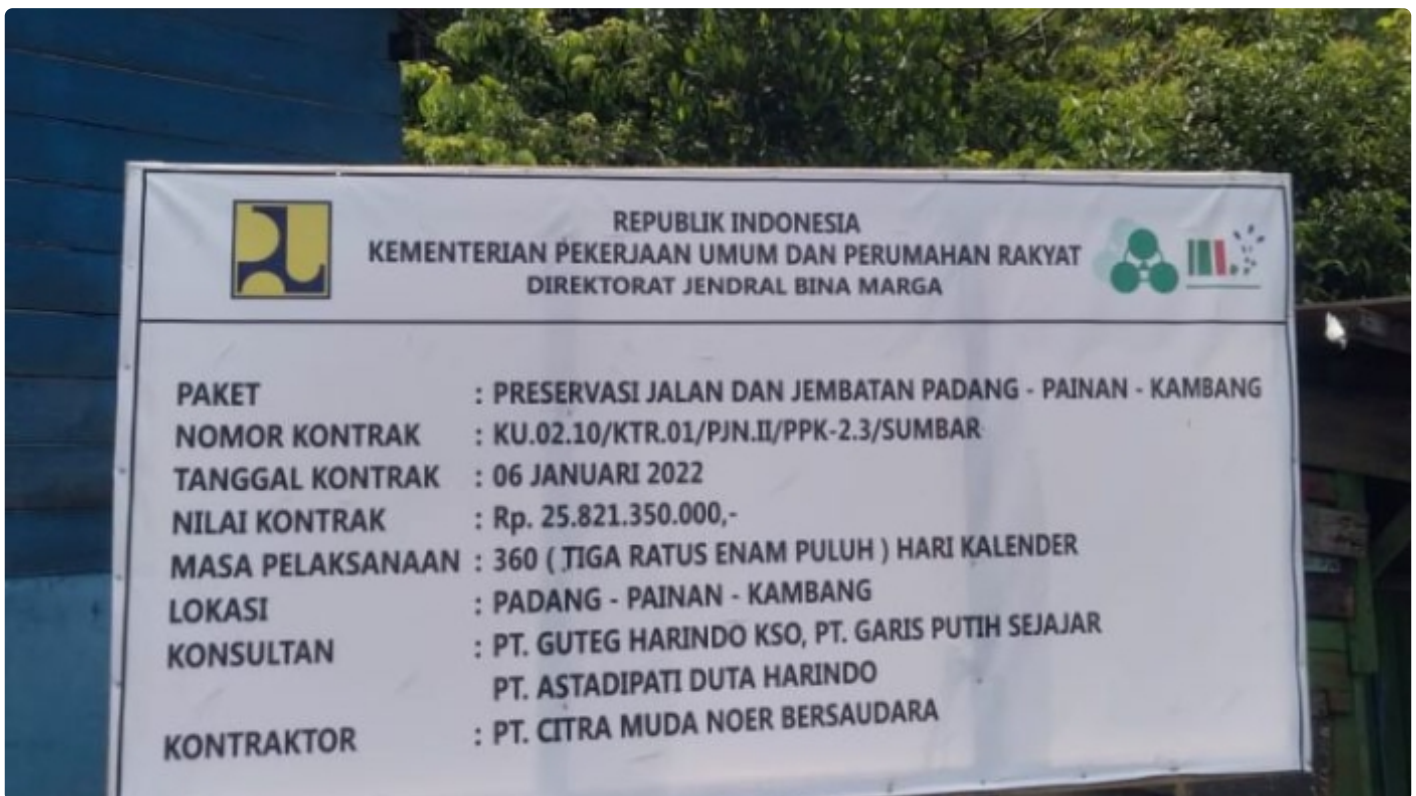 REPUBLIK INDONESIA
KEMENTERIAN PEKERJAAN UMUM DAN PERUMAHAN RAKYAT
DIREKTORAT JENDRAL BINA MARGA
PAKET : PRESERVASI JALAN DAN JEMBATAN PADANG - PAINAN - KAMBANG
NOMOR KONTRAK : KU.02.10/KTR.01/PJN.II/PPK-2.3/SUMBAR
TANGGAL KONTRAK : 06 JANUARI 2022
NILAI KONTRAK : Rp. 25.821.350.000,-
MASA PELAKSANAAN : 360 ( TIGA RATUS ENAM PULUH ) HARI KALENDER
LOKASI : PADANG - PAINAN - KAMBANG
KONSULTAN : PT. GUTEG HARINDO KSO, PT. GARIS PUTIH SEJAJAR
PT. ASTADIPATI DUTA HARINDO
KONTRAKTOR : PT. CITRA MUDA NOER BERSAUDARA